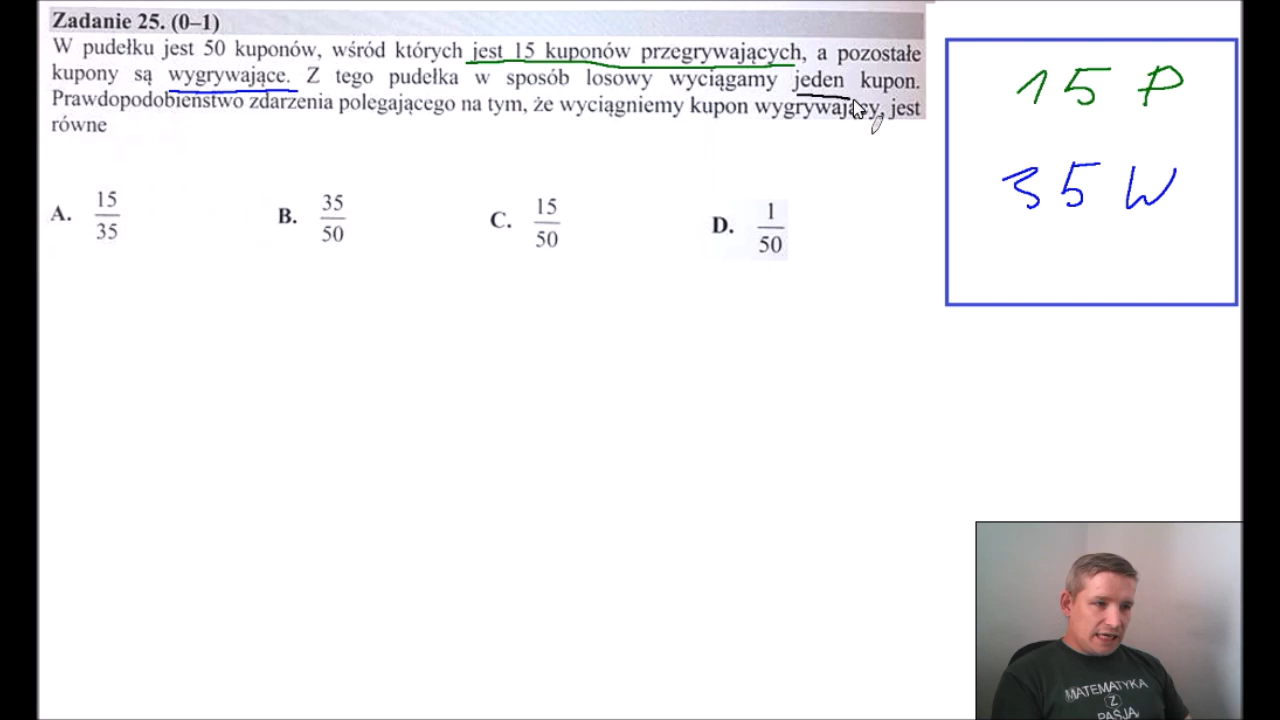 Zadanie 25. (0–1)
W pudełku jest 50 kuponów, wśród których jest 15 kuponów przegrywających, a pozostałe
kupony są wygrywające. Z tego pudełka w sposób losowy wyciągamy jeden kupon.
Prawdopodobieństwo zdarzenia polegającego na tym, że wyciągniemy kupon wygrywający, jest
równe
A. 15/35
B. 35/50
C. 15/50
D. 1/50
15 P
35 W
MATEMATYKA
Z
PASJĄ